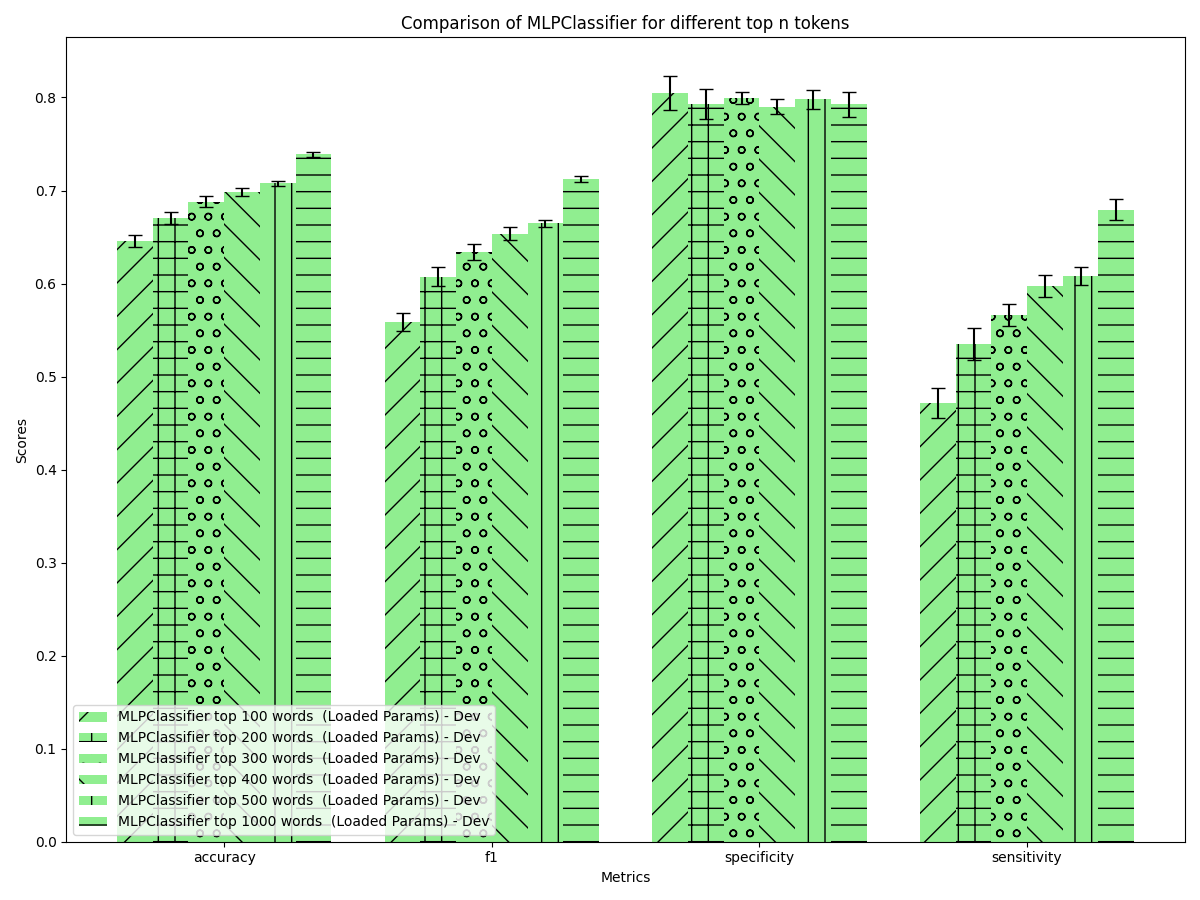 Comparison of MLPClassifier for different top n tokens
Scores
0.8
0.7
0.6
0.5
0.4
0.3
0.2
0.1
0.0
MLPClassifier top 100 words  (Loaded Params) - Dev
MLPClassifier top 200 words  (Loaded Params) - Dev
MLPClassifier top 300 words  (Loaded Params) - Dev
MLPClassifier top 400 words  (Loaded Params) - Dev
MLPClassifier top 500 words  (Loaded Params) - Dev
MLPClassifier top 1000 words  (Loaded Params) - Dev
accuracy f1 specificity sensitivity
Metrics